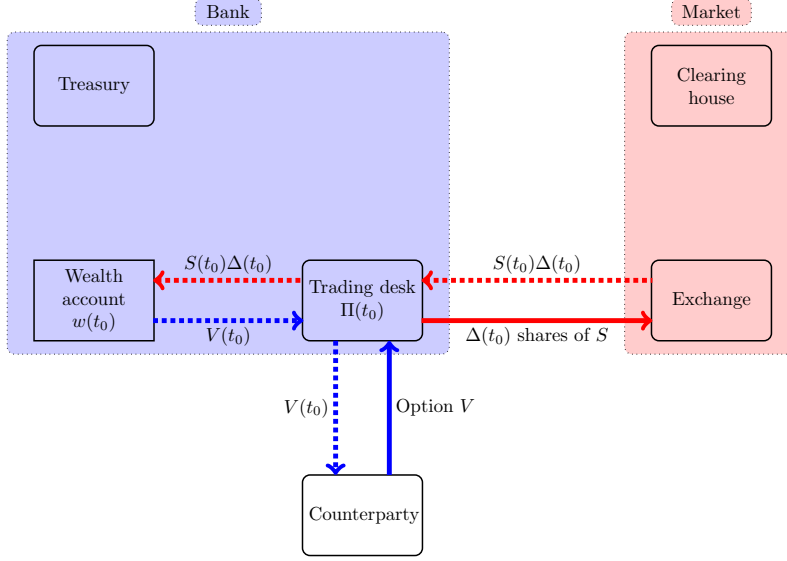 Bank
Market
Treasury
Clearing
house
S(t₀)Δ(t₀)
S(t₀)Δ(t₀)
Wealth
account
w(t₀)
Trading desk
Π(t₀)
Exchange
V(t₀)
Δ(t₀) shares of S
V(t₀)
Option V
Counterparty